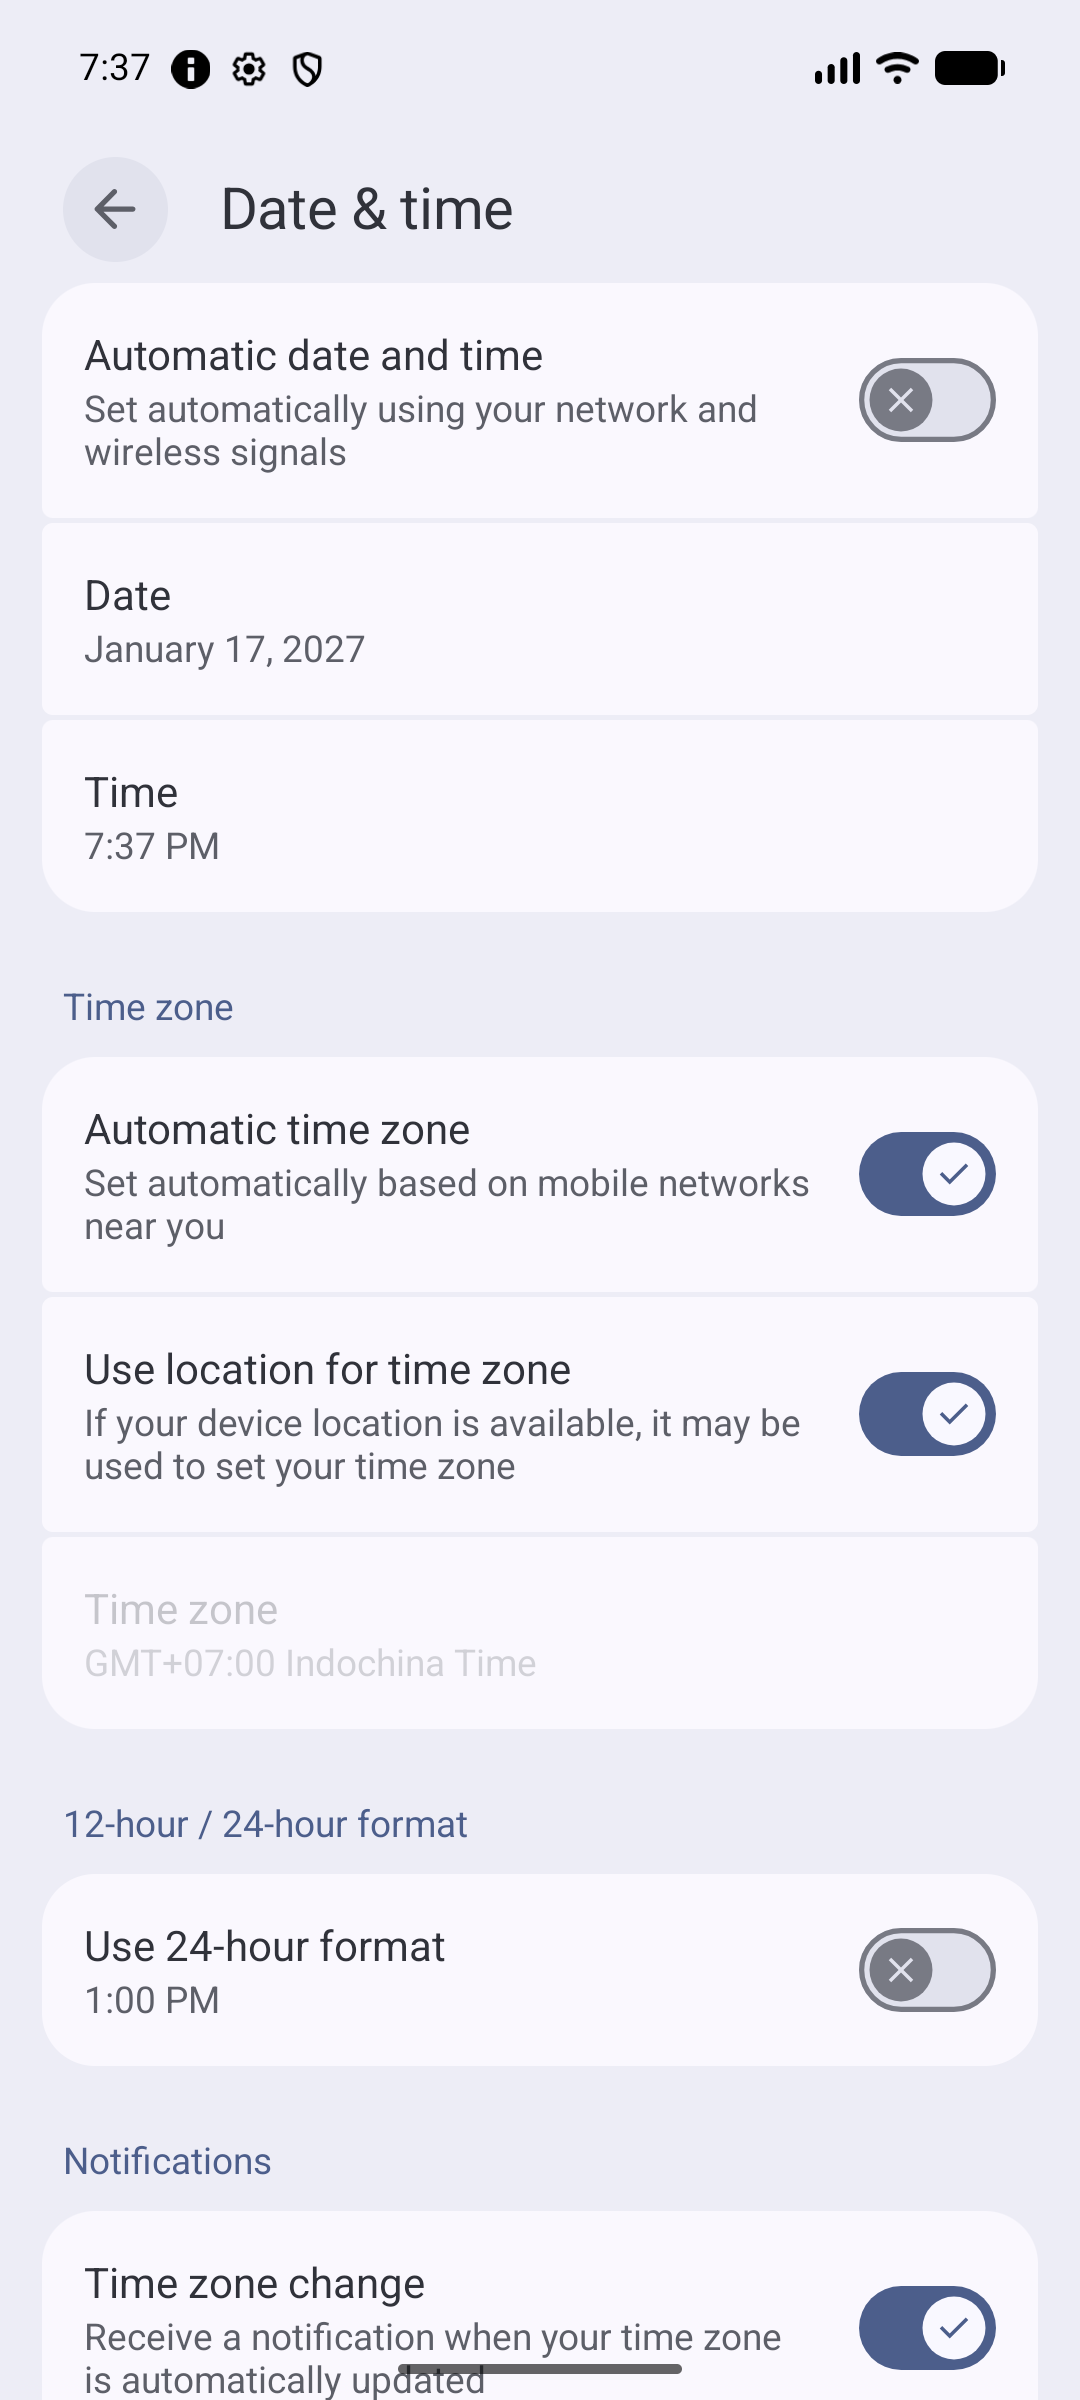 7:37
Date & time
Automatic date and time
Set automatically using your network and
wireless signals
Date
January 17, 2027
Time
7:37 PM
Time zone
Automatic time zone
Set automatically based on mobile networks
near you
Use location for time zone
If your device location is available, it may be
used to set your time zone
Time zone
GMT+07:00 Indochina Time
12-hour / 24-hour format
Use 24-hour format
1:00 PM
Notifications
Time zone change
Receive a notification when your time zone
is automatically updated